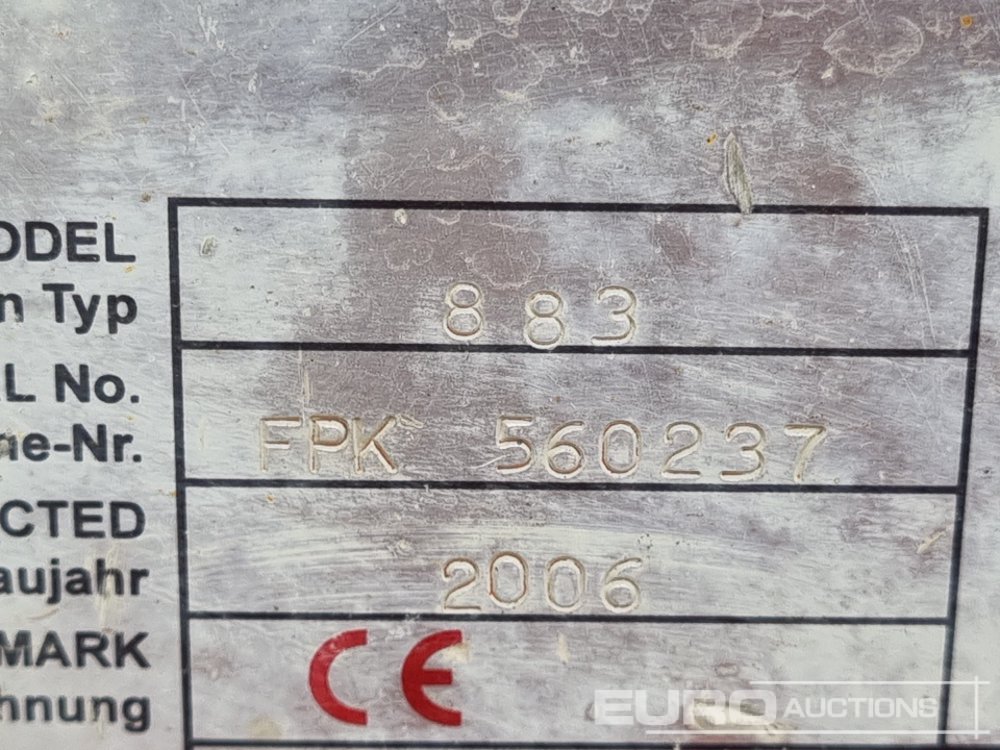 ODEL
n Typ
883
L No.
ne-Nr.
FPK 560237
CTED
aujahr
2006
MARK
hnung
CE
EURO AUCTIONS